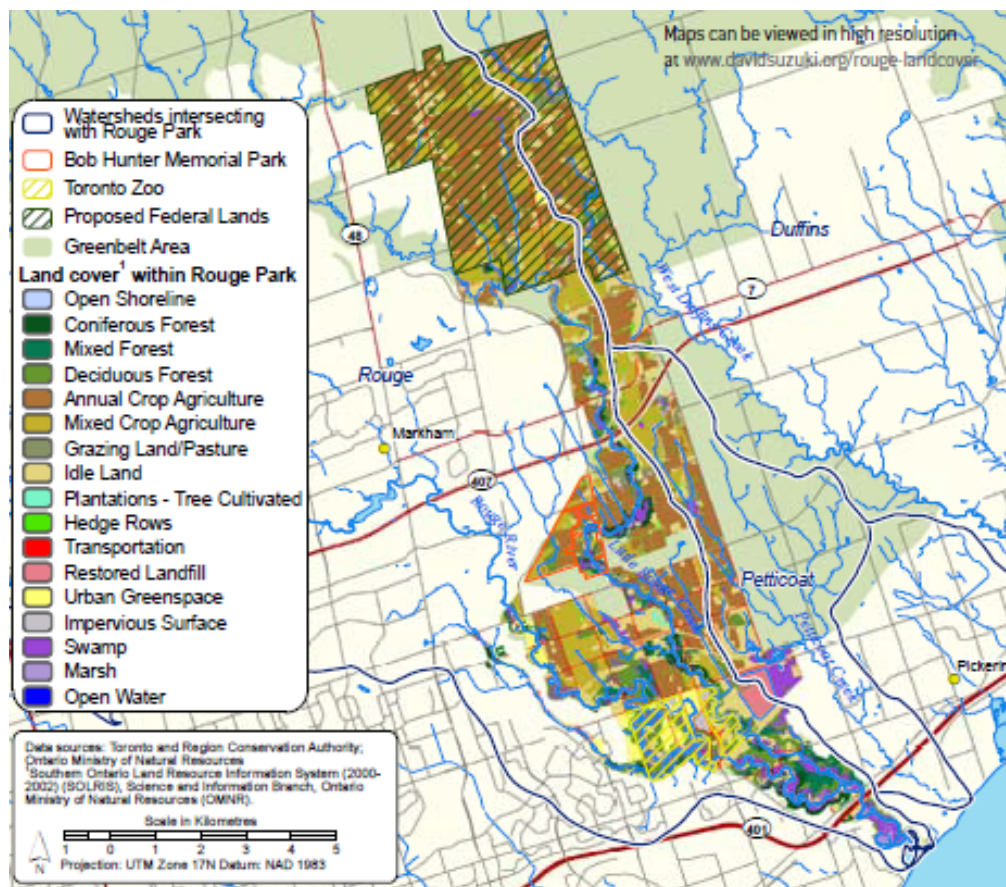 Maps can be viewed in high resolution
at www.davidsuzuki.org/rouge-landcover
Watersheds intersecting
with Rouge Park
Bob Hunter Memorial Park
Toronto Zoo
Proposed Federal Lands
Greenbelt Area
Land cover¹ within Rouge Park
Open Shoreline
Coniferous Forest
Mixed Forest
Deciduous Forest
Annual Crop Agriculture
Mixed Crop Agriculture
Grazing Land/Pasture
Idle Land
Plantations - Tree Cultivated
Hedge Rows
Transportation
Restored Landfill
Urban Greenspace
Impervious Surface
Swamp
Marsh
Open Water
48
Duffins
West Duffins Creek
7
Rouge
Markham
407
Rouge River
Little Rouge Creek
Petticoat
Petticoat Creek
Pickerin
401
Data sources: Toronto and Region Conservation Authority;
Ontario Ministry of Natural Resources
¹Southern Ontario Land Resource Information System (2000-
2002) (SOLRIS), Science and Information Branch, Ontario
Ministry of Natural Resources (OMNR).
Scale in Kilometres
1 0 1 2 3 4 5
N
Projection: UTM Zone 17N Datum: NAD 1983